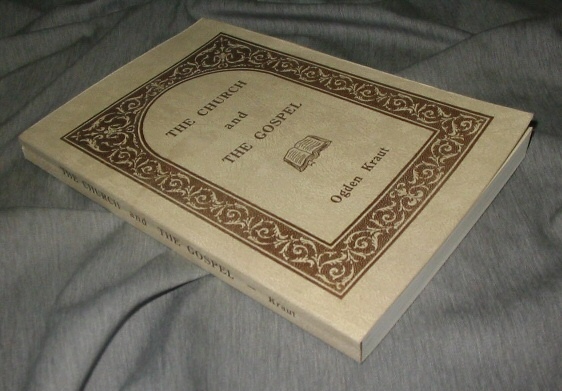 THE CHURCH
and
THE GOSPEL
Ogden Kraut
THE CHURCH and THE GOSPEL — Kraut